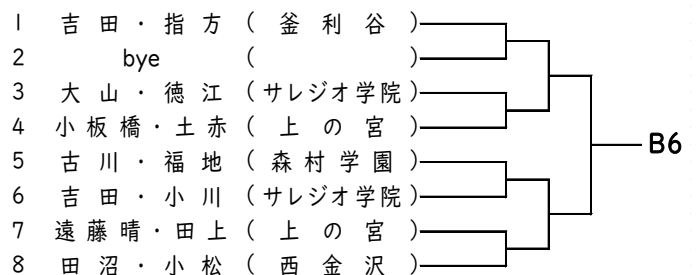 1 吉田・指方 (釜利谷)
2 bye ( )
3 大山・徳江 (サレジオ学院)
4 小板橋・土赤 (上の宮)
5 古川・福地 (森村学園)
6 吉田・小川 (サレジオ学院)
7 遠藤晴・田上 (上の宮)
8 田沼・小松 (西金沢)
B6